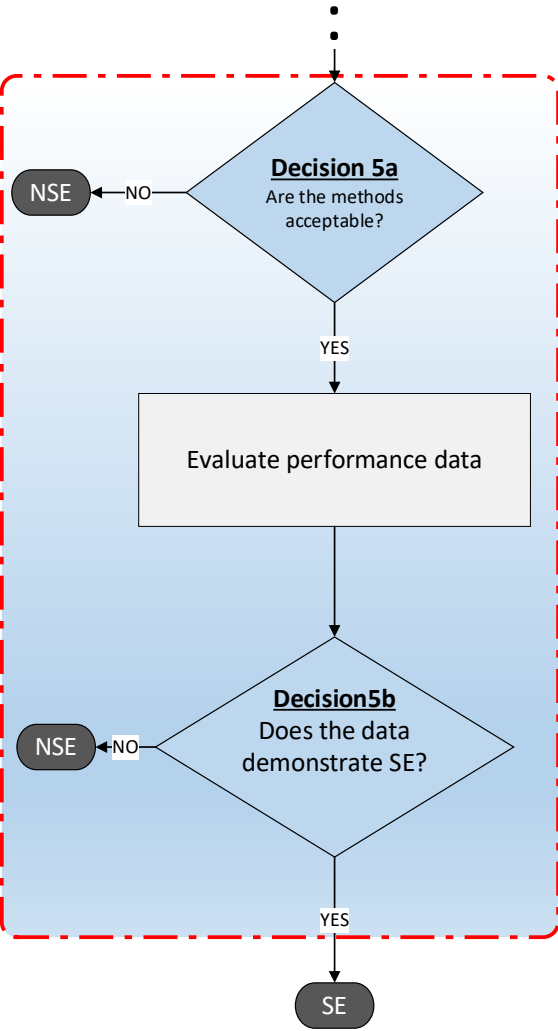 Decision 5a
Are the methods
acceptable?
NSE
NO
YES
Evaluate performance data
Decision5b
Does the data
demonstrate SE?
NSE
NO
YES
SE